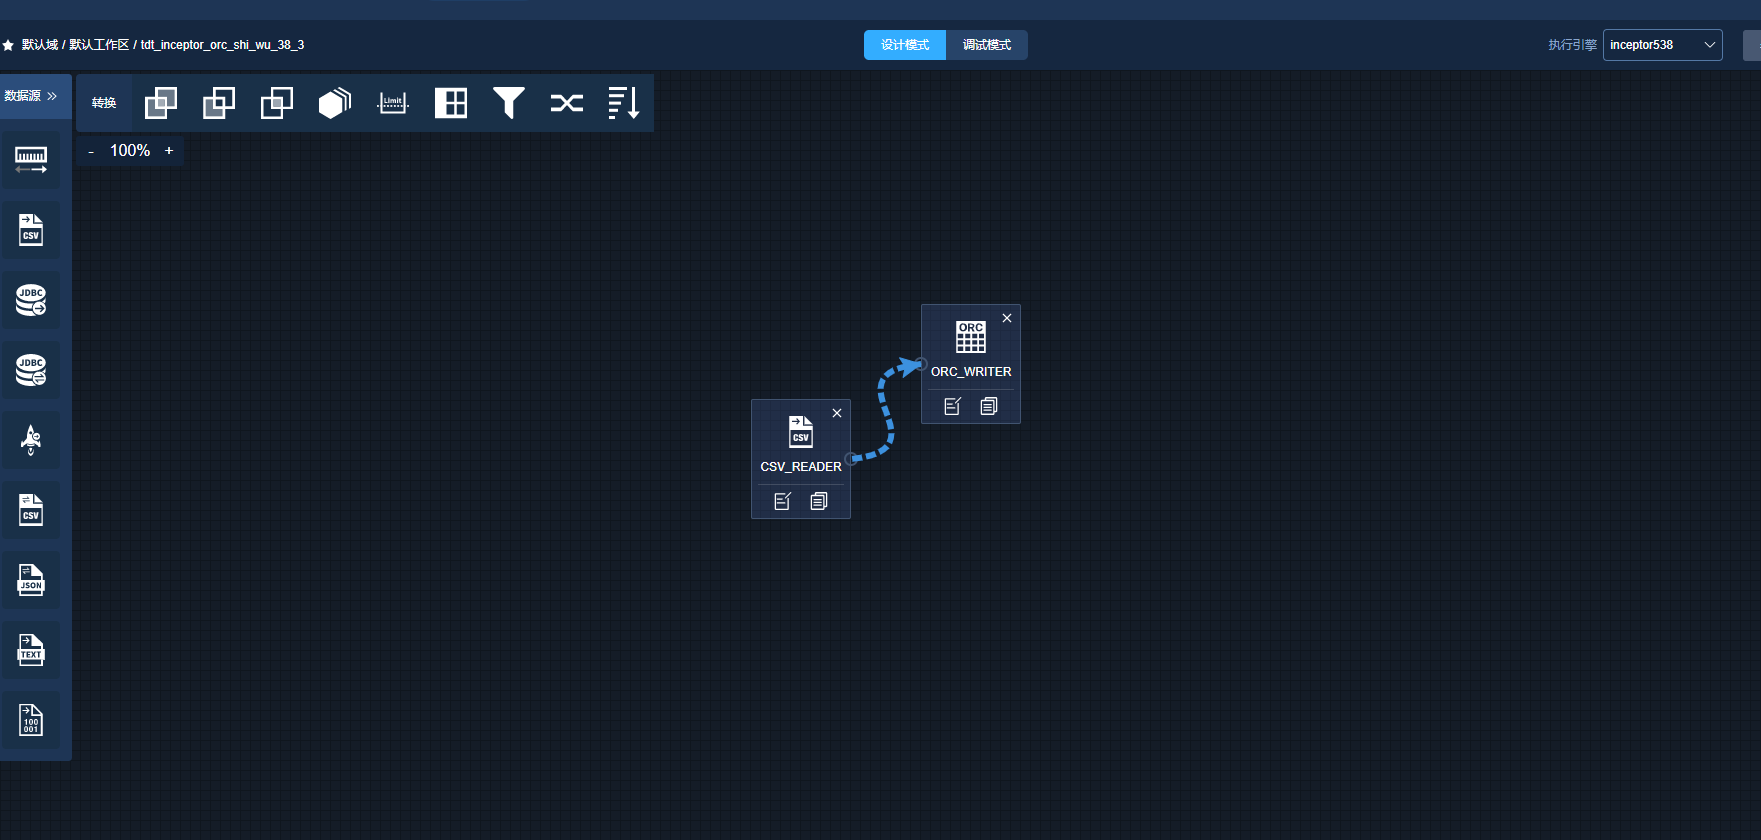 默认域 / 默认工作区 / tdt_inceptor_orc_shi_wu_38_3
设计模式
调试模式
执行引擎
inceptor538
数据源
转换
Limit
- 100% +
CSV
JDBC
JDBC
CSV
JSON
TEXT
100
001
ORC
ORC_WRITER
CSV
CSV_READER